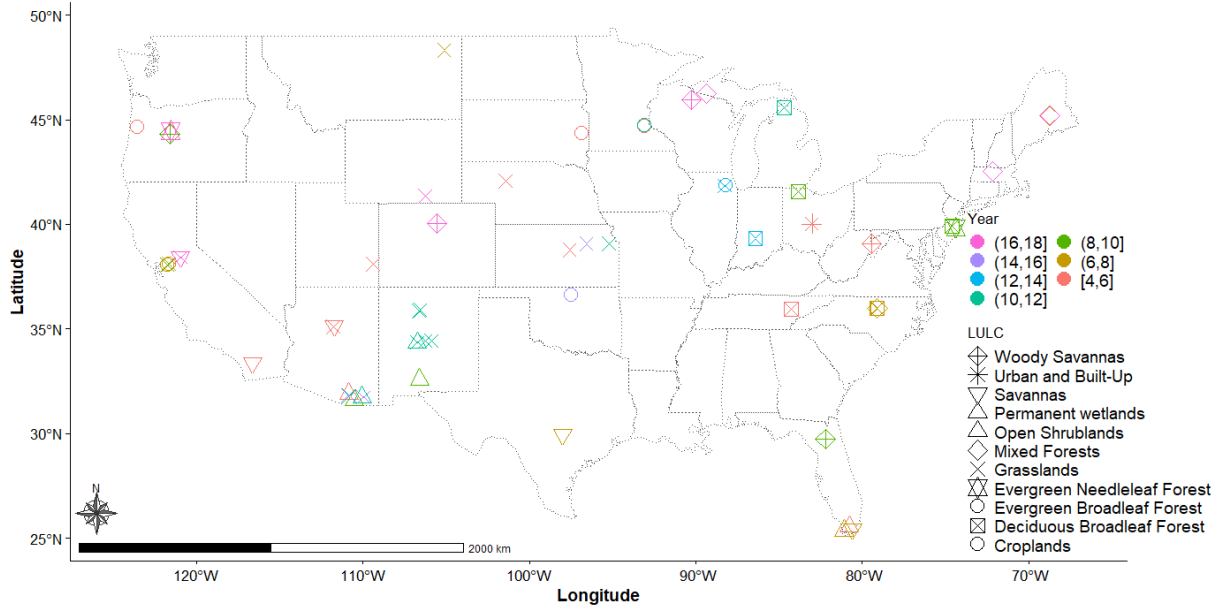 50°N
45°N
40°N
35°N
30°N
25°N
Latitude
120°W
110°W
100°W
90°W
80°W
70°W
Longitude
N
2000 km
Year
(16,18]
(8,10]
(14,16]
(6,8]
(12,14]
[4,6]
(10,12]
LULC
Woody Savannas
Urban and Built-Up
Savannas
Permanent wetlands
Open Shrublands
Mixed Forests
Grasslands
Evergreen Needleleaf Forest
Evergreen Broadleaf Forest
Deciduous Broadleaf Forest
Croplands